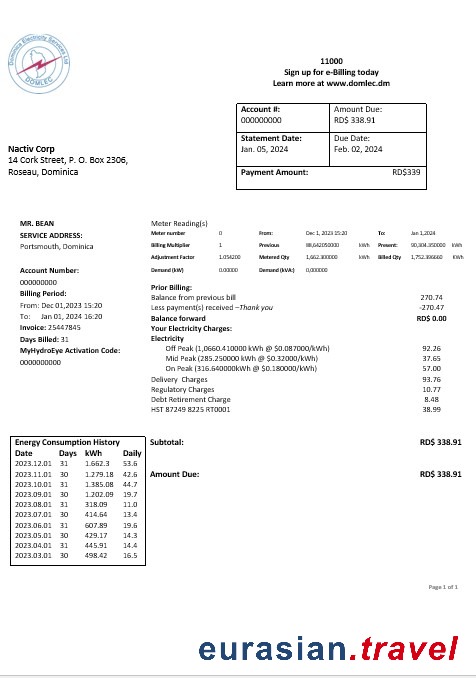 Dominica Electricity Services Ltd
DOMLEC
11000
Sign up for e-Billing today
Learn more at www.domlec.dm
Account #:
000000000
Amount Due:
RD$ 338.91
Statement Date:
Jan. 05, 2024
Due Date:
Feb. 02, 2024
Payment Amount: RD$339
Nactiv Corp
14 Cork Street, P. O. Box 2306,
Roseau, Dominica
MR. BEAN
SERVICE ADDRESS:
Portsmouth, Dominica
Account Number:
000000000
Billing Period:
From: Dec 01,2023 15:20
To: Jan 01, 2024 16:20
Invoice: 25447845
Days Billed: 31
MyHydroEye Activation Code:
000000000
Meter Reading(s)
Meter number 0 From: Dec 1, 2023 15:20 To: Jan 1,2024
Billing Multiplier 1 Previous 88,642050000 kWh Present: 90,304.350000 kWh
Adjustment Factor 1.054200 Metered Qty 1,662.300000 kWh Billed Qty 1,752.396660 KWh
Demand (kW) 0.00000 Demand (kVA:) 0,000000
Prior Billing:
Balance from previous bill 270.74
Less payment(s) received –Thank you -270.47
Balance forward RD$ 0.00
Your Electricity Charges:
Electricity
Off Peak (1,0660.410000 kWh @ $0.087000/kWh) 92.26
Mid Peak (285.250000 kWh @ $0.32000/kWh) 37.65
On Peak (316.640000kWh @ $0.180000/kWh) 57.00
Delivery Charges 93.76
Regulatory Charges 10.77
Debt Retirement Charge 8.48
HST 87249 8225 RT0001 38.99
Energy Consumption History
Date Days kWh Daily
2023.12.01 31 1.662.3 53.6
2023.11.01 30 1.279.18 42.6
2023.10.01 31 1.385.08 44.7
2023.09.01 30 1.202.09 19.7
2023.08.01 31 318.09 11.0
2023.07.01 30 414.64 13.4
2023.06.01 31 607.89 19.6
2023.05.01 30 429.17 14.3
2023.04.01 31 445.91 14.4
2023.03.01 30 498.42 16.5
Subtotal: RD$ 338.91
Amount Due: RD$ 338.91
Page 1 of 1
eurasian.travel